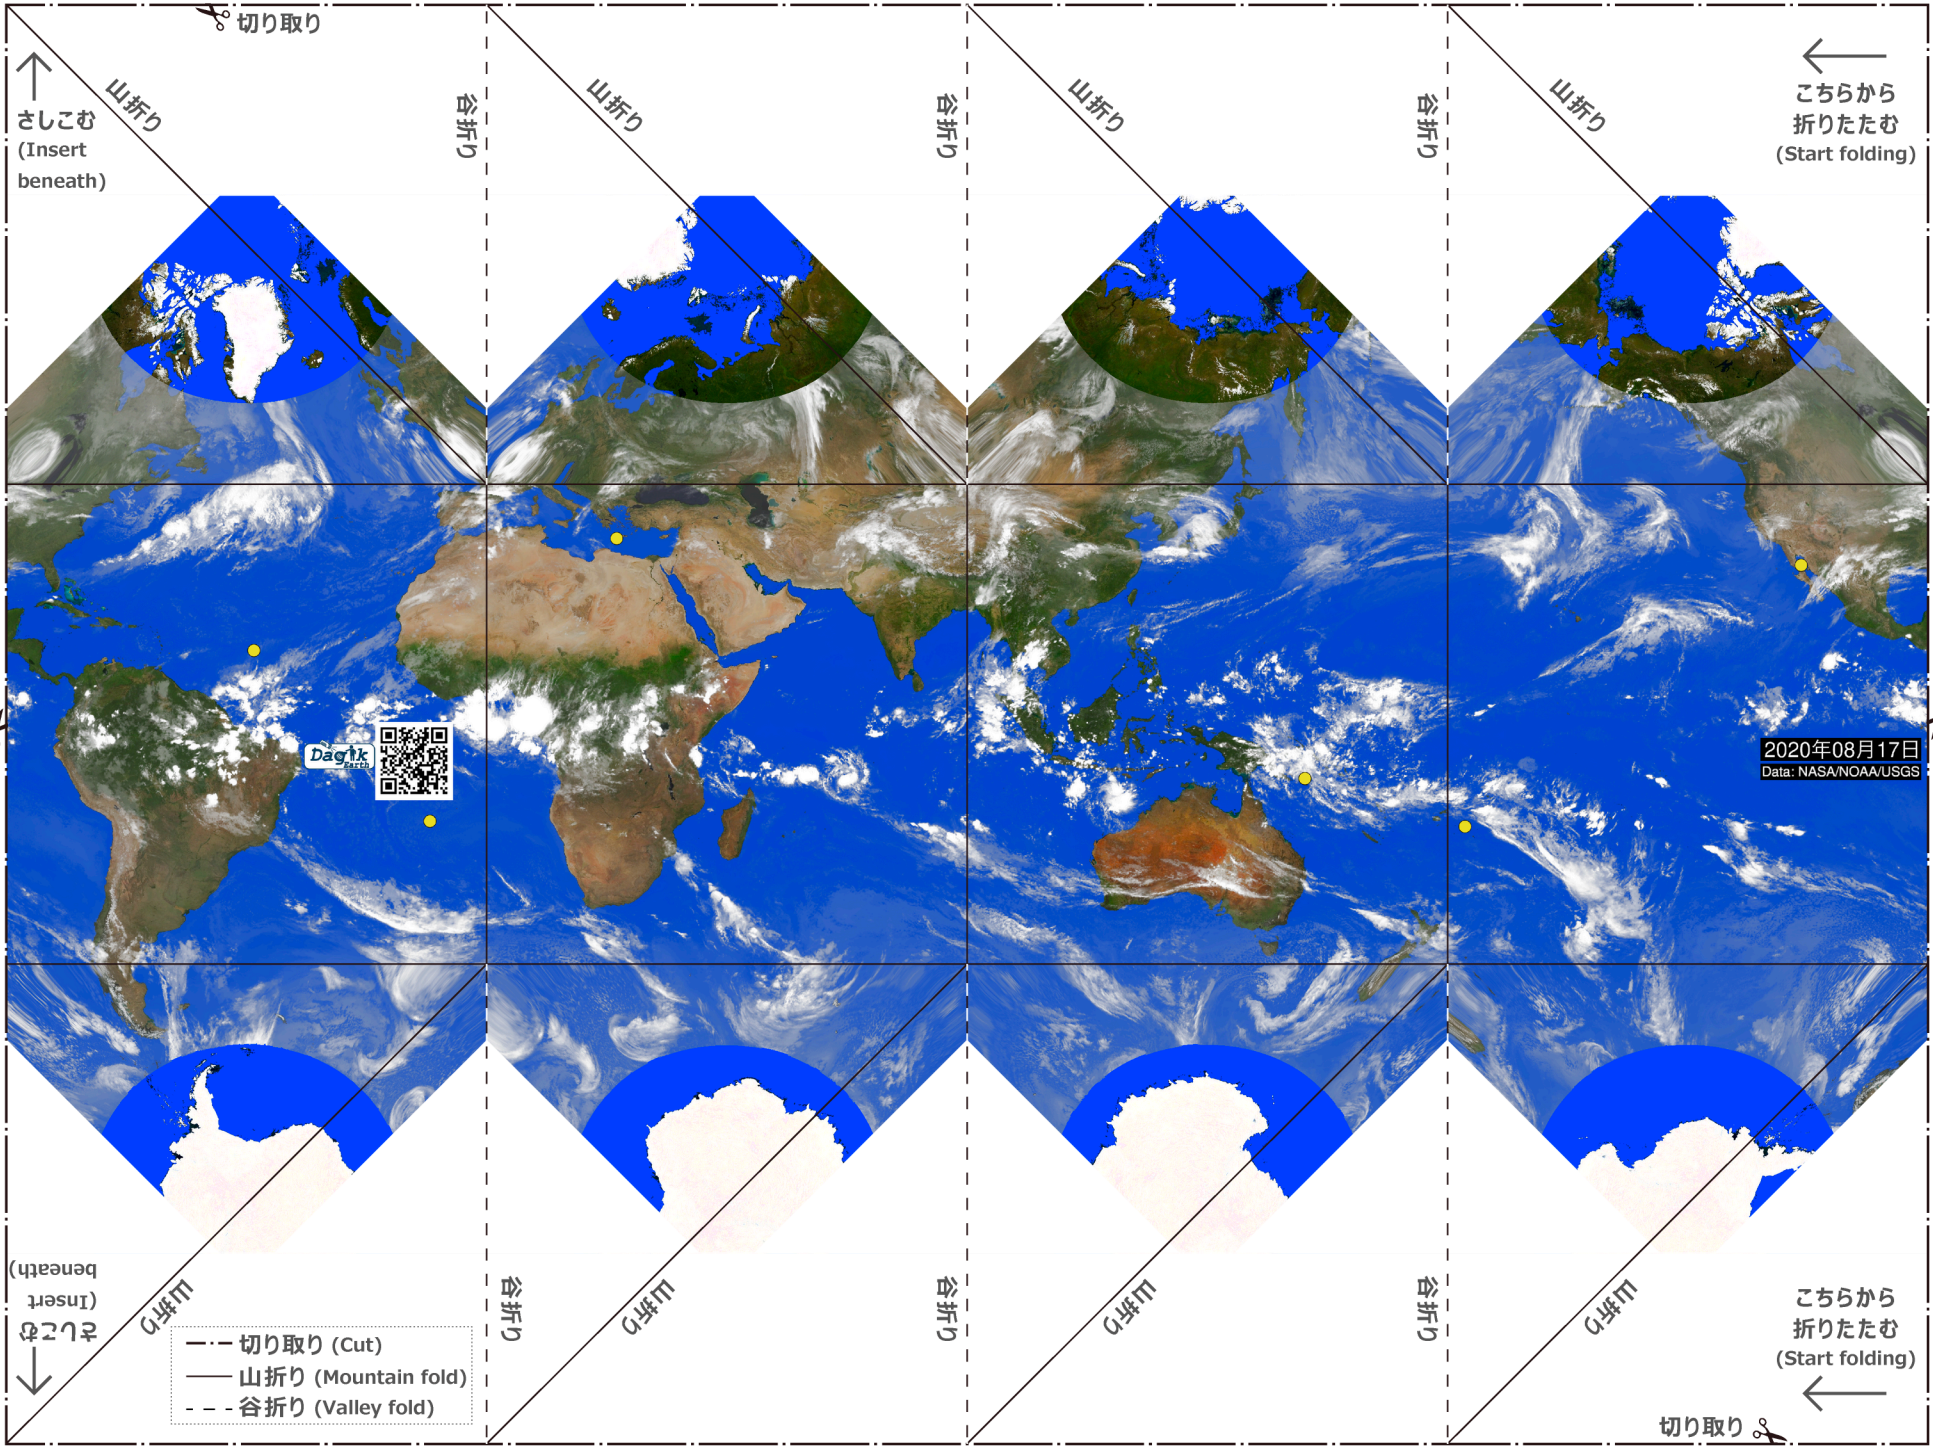 切り取り
山折り
谷折り
山折り
谷折り
山折り
谷折り
山折り
さしこむ
(Insert
beneath)
こちらから
折りたたむ
(Start folding)
Dagik
Earth
2020年08月17日
Data: NASA/NOAA/USGS
さしこむ
(Insert
beneath)
山折り
谷折り
山折り
谷折り
山折り
谷折り
山折り
こちらから
折りたたむ
(Start folding)
切り取り (Cut)
山折り (Mountain fold)
谷折り (Valley fold)
切り取り